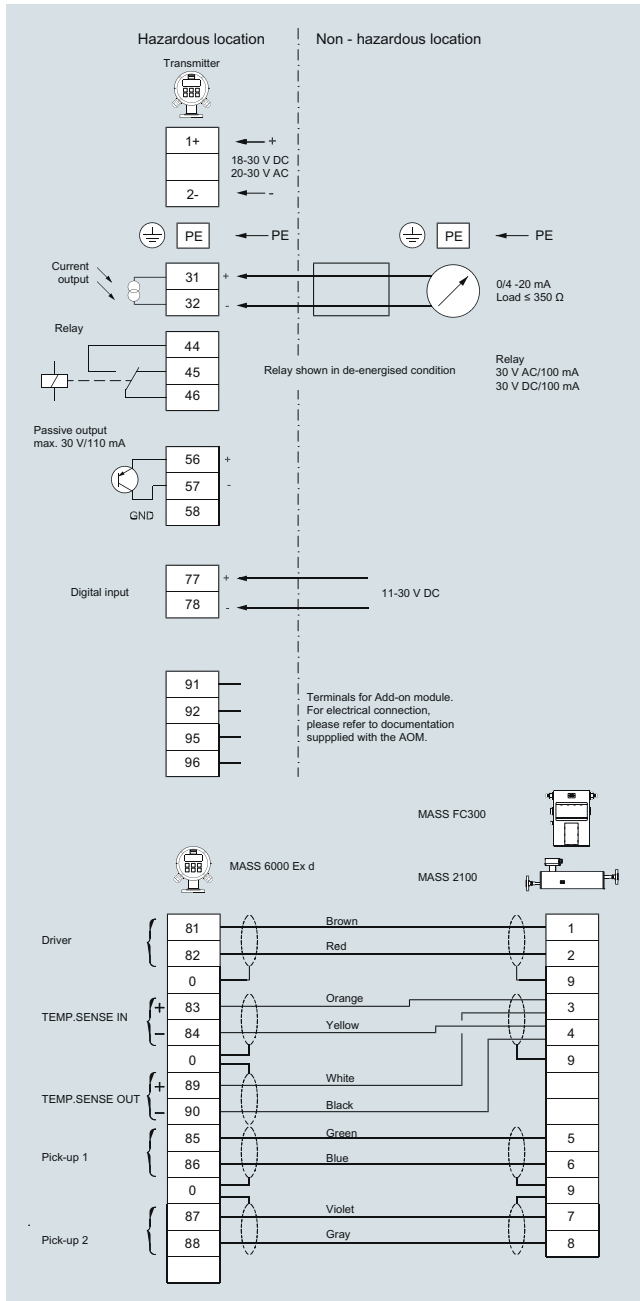 Hazardous location
Non - hazardous location
Transmitter
1+
+
18-30 V DC
20-30 V AC
2-
-
PE
PE
PE
PE
Current
output
31
+
32
-
0/4 -20 mA
Load ≤ 350 Ω
Relay
44
45
46
Relay shown in de-energised condition
Relay
30 V AC/100 mA
30 V DC/100 mA
Passive output
max. 30 V/110 mA
56
+
57
-
58
GND
Digital input
77
+
78
-
11-30 V DC
91
92
95
96
Terminals for Add-on module.
For electrical connection,
please refer to documentation
suppplied with the AOM.
MASS FC300
MASS 6000 Ex d
MASS 2100
Driver
81
Brown
1
82
Red
2
0
9
TEMP.SENSE IN
+
83
Orange
3
-
84
Yellow
4
0
9
TEMP.SENSE OUT
+
89
White
-
90
Black
Pick-up 1
85
Green
5
86
Blue
6
0
9
Pick-up 2
87
Violet
7
88
Gray
8